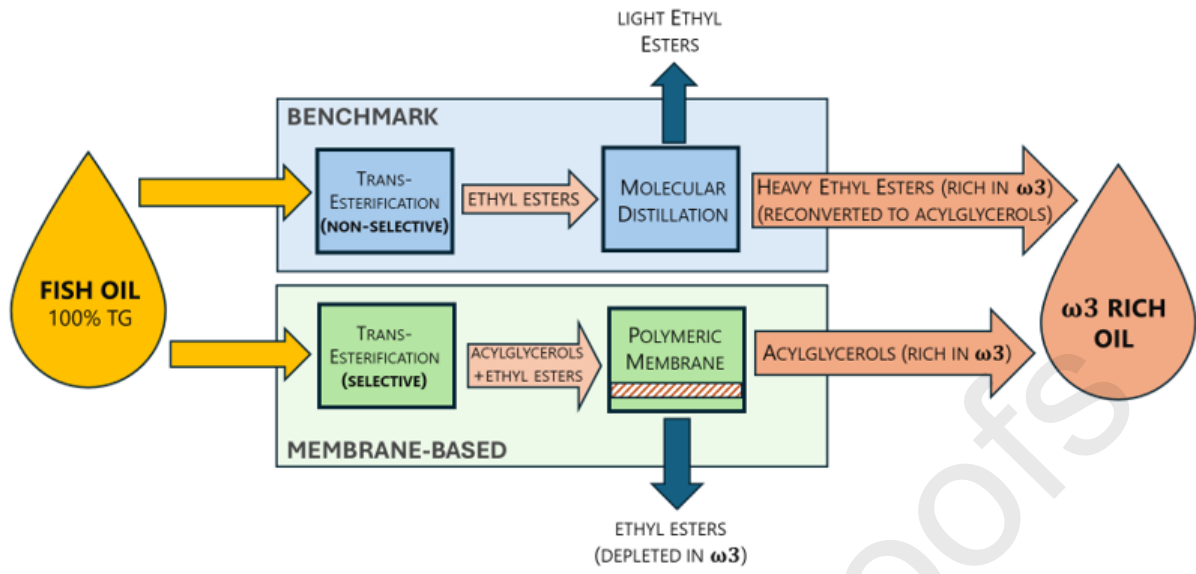 LIGHT ETHYL
ESTERS
BENCHMARK
TRANS-
ESTERIFICATION
(NON-SELECTIVE)
ETHYL ESTERS
MOLECULAR
DISTILLATION
HEAVY ETHYL ESTERS (RICH IN ω3)
(RECONVERTED TO ACYLGLYCEROLS)
FISH OIL
100% TG
ω3 RICH
OIL
TRANS-
ESTERIFICATION
(SELECTIVE)
ACYLGLYCEROLS
+ETHYL ESTERS
POLYMERIC
MEMBRANE
ACYLGLYCEROLS (RICH IN ω3)
MEMBRANE-BASED
ETHYL ESTERS
(DEPLETED IN ω3)